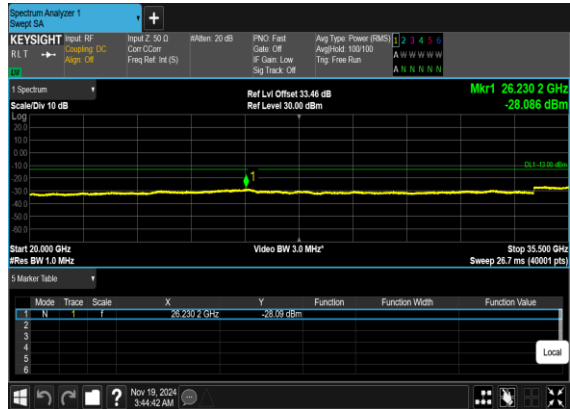 Spectrum Analyzer 1
Swept SA
+
KEYSIGHT Input: RF Input Z: 50 Ω #Atten: 20 dB PNO: Fast Avg Type: Power (RMS) 1 2 3 4 5 6
RLT Coupling: DC Corr CCorr Gate: Off Avg|Hold: 100/100 A W W W W W
Align: Off Freq Ref: Int (S) IF Gain: Low Trig: Free Run
Sig Track: Off A N N N N N
1 Spectrum Ref Lvl Offset 33.46 dB Mkr1 26.230 2 GHz
Scale/Div 10 dB Ref Level 30.00 dBm -28.086 dBm
Log
20.0
10.0
0.00
-10.0
DL1 -13.00 dBm
-20.0
1
-30.0
-40.0
-50.0
-60.0
Start 20.000 GHz Video BW 3.0 MHz* Stop 35.500 GHz
#Res BW 1.0 MHz Sweep 26.7 ms (40001 pts)
5 Marker Table
Mode Trace Scale X Y Function Function Width Function Value
1 N 1 f 26.230 2 GHz -28.09 dBm
2
3
4
5
6
Local
? Nov 19, 2024
3:44:42 AM